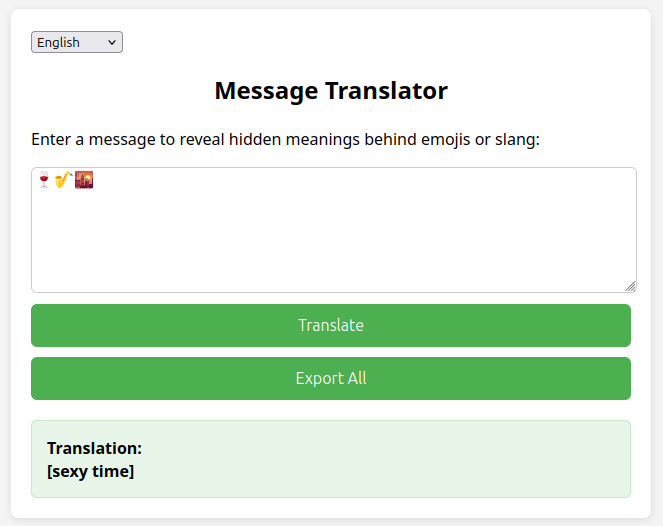 English
Message Translator
Enter a message to reveal hidden meanings behind emojis or slang:
🍷🎷🌇
Translate
Export All
Translation:
[sexy time]